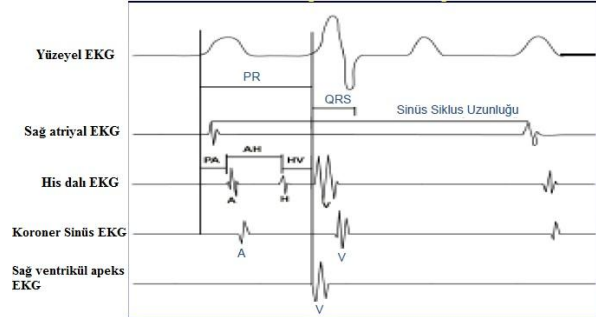 Yüzeyel EKG
PR
QRS
Sinüs Siklus Uzunluğu
Sağ atriyal EKG
AH
PA
HV
His dalı EKG
A
H
V
Koroner Sinüs EKG
A
V
Sağ ventrikül apeks
EKG
V